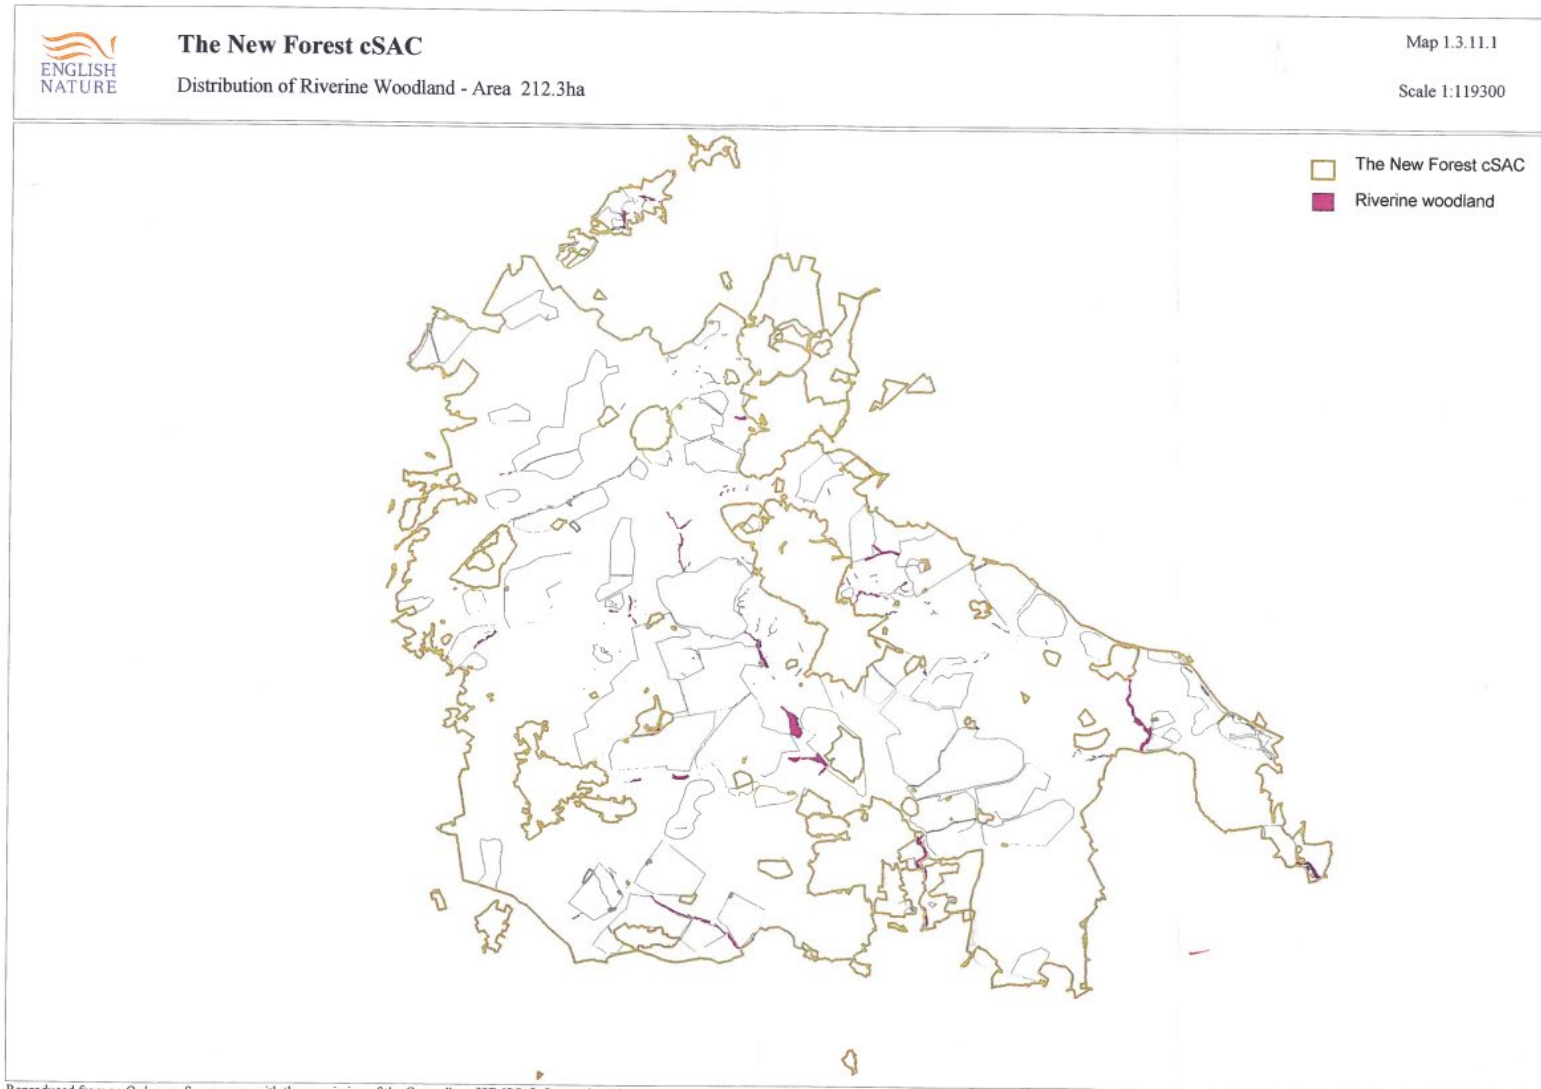 The New Forest cSAC
Map 1.3.11.1
ENGLISH
NATURE
Distribution of Riverine Woodland - Area 212.3ha
Scale 1:119300
The New Forest cSAC
Riverine woodland